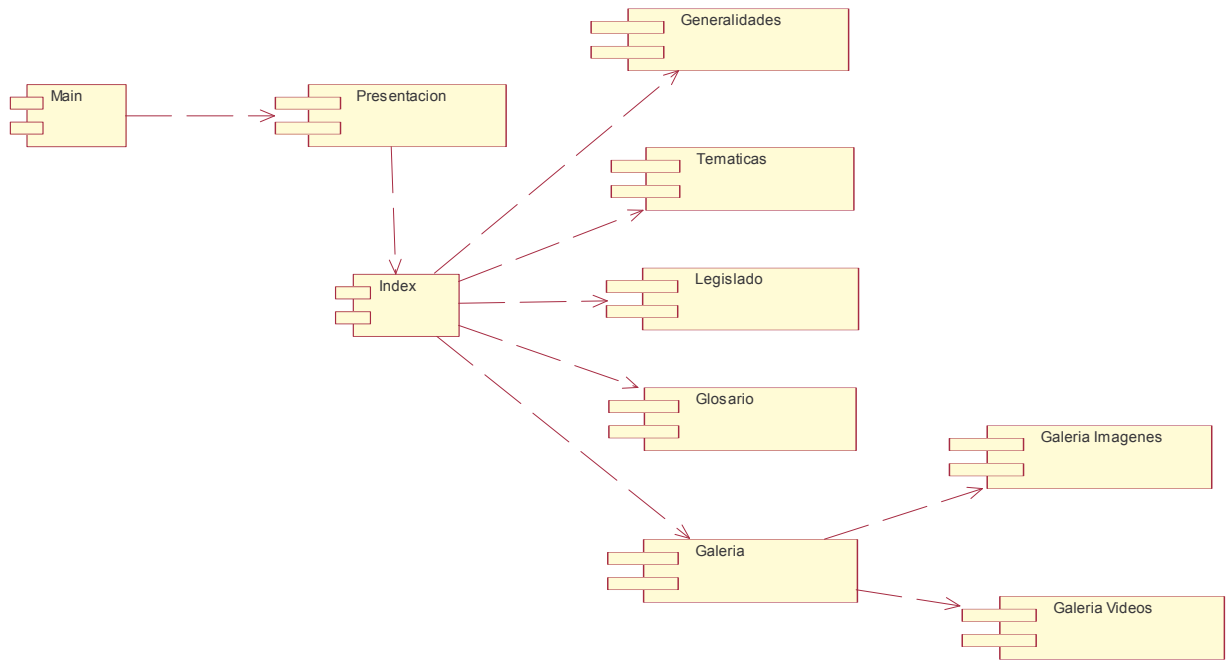 Generalidades
Main
Presentacion
Tematicas
Index
Legislado
Glosario
Galeria Imagenes
Galeria
Galeria Videos